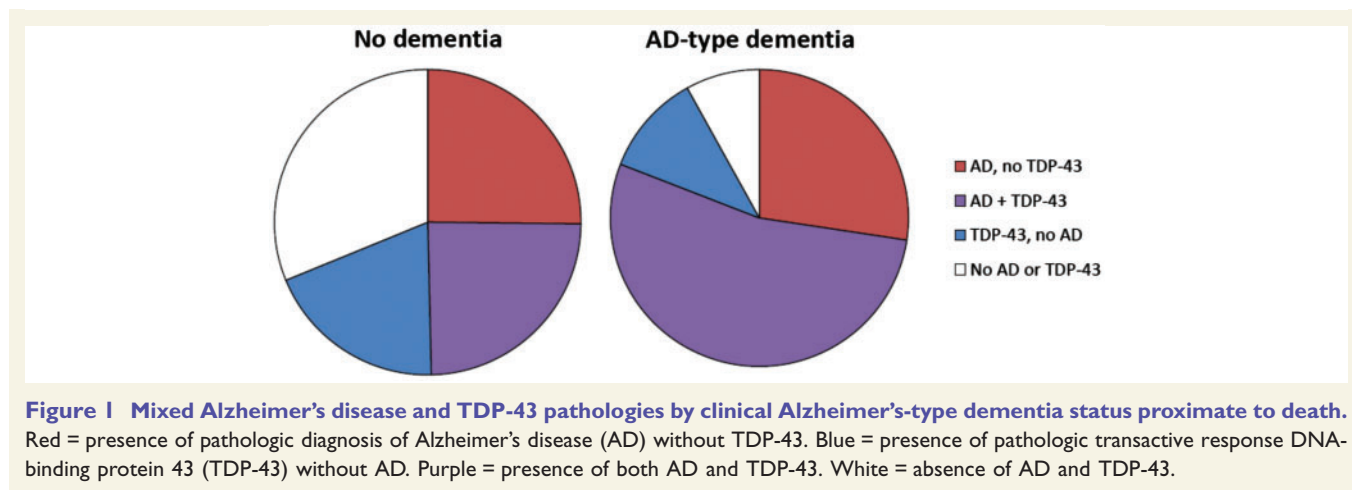 No dementia
AD-type dementia
AD, no TDP-43
AD + TDP-43
TDP-43, no AD
No AD or TDP-43
Figure 1 Mixed Alzheimer's disease and TDP-43 pathologies by clinical Alzheimer's-type dementia status proximate to death.
Red = presence of pathologic diagnosis of Alzheimer's disease (AD) without TDP-43. Blue = presence of pathologic transactive response DNA-
binding protein 43 (TDP-43) without AD. Purple = presence of both AD and TDP-43. White = absence of AD and TDP-43.